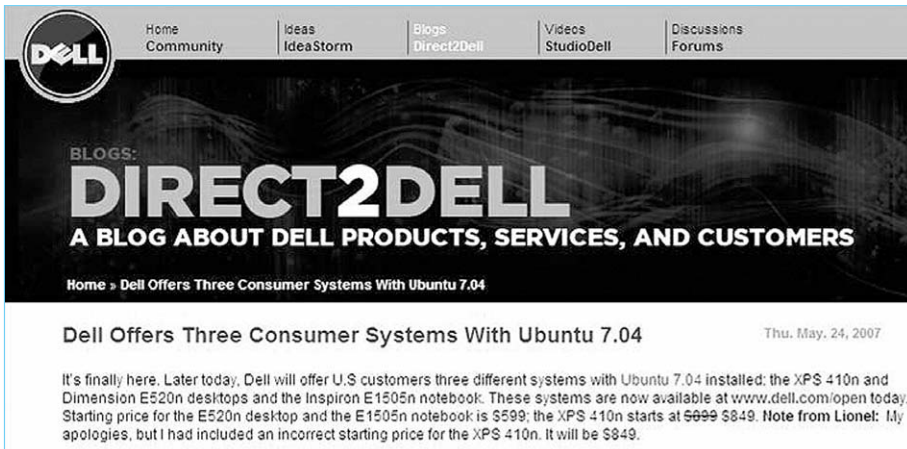 DELL
Home Ideas Blogs Videos Discussions
Community IdeaStorm Direct2Dell StudioDell Forums
BLOGS:
DIRECT2DELL
A BLOG ABOUT DELL PRODUCTS, SERVICES, AND CUSTOMERS
Home » Dell Offers Three Consumer Systems With Ubuntu 7.04
Dell Offers Three Consumer Systems With Ubuntu 7.04 Thu. May. 24, 2007
It's finally here. Later today, Dell will offer U.S customers three different systems with Ubuntu 7.04 installed: the XPS 410n and
Dimension E520n desktops and the Inspiron E1505n notebook. These systems are now available at www.dell.com/open today.
Starting price for the E520n desktop and the E1505n notebook is $599; the XPS 410n starts at $899 $849. Note from Lionel: My
apologies, but I had included an incorrect starting price for the XPS 410n. It will be $849.